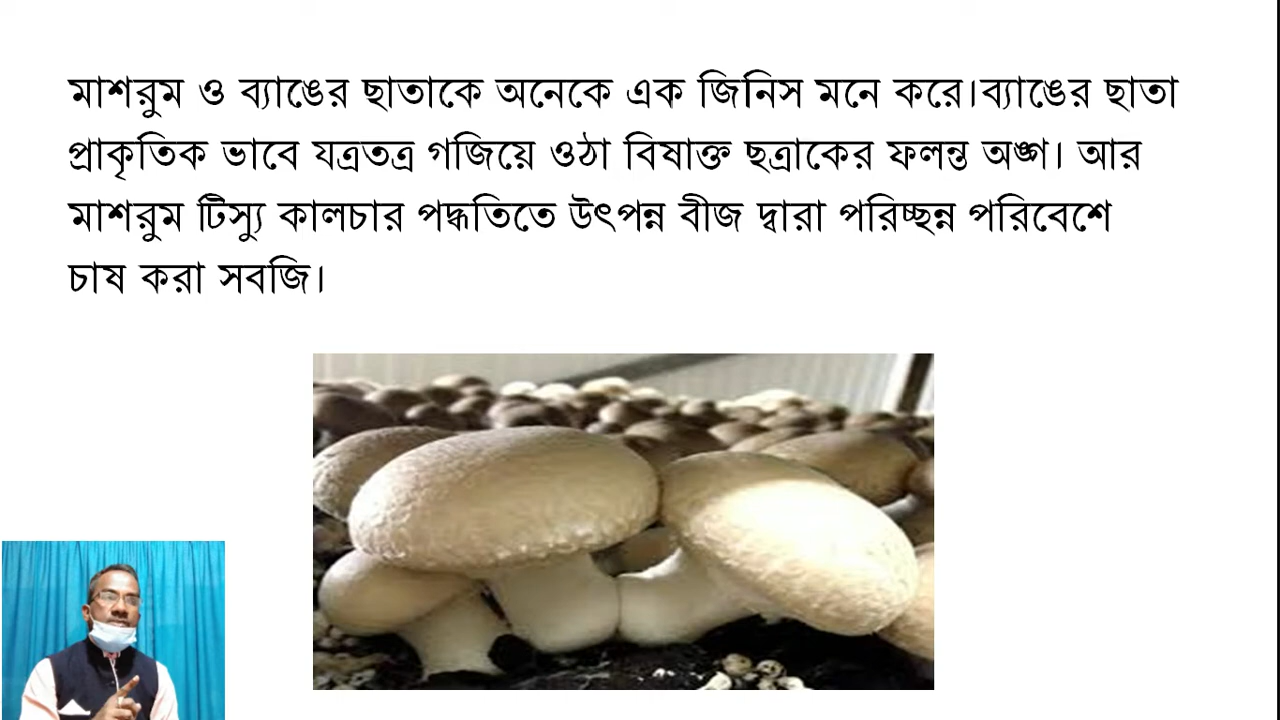 মাশরুম ও ব্যাঙের ছাতাকে অনেকে এক জিনিস মনে করে।ব্যাঙের ছাতা
প্রাকৃতিক ভাবে যত্রতত্র গজিয়ে ওঠা বিষাক্ত ছত্রাকের ফলন্ত অঙ্গ। আর
মাশরুম টিস্যু কালচার পদ্ধতিতে উৎপন্ন বীজ দ্বারা পরিচ্ছন্ন পরিবেশে
চাষ করা সবজি।